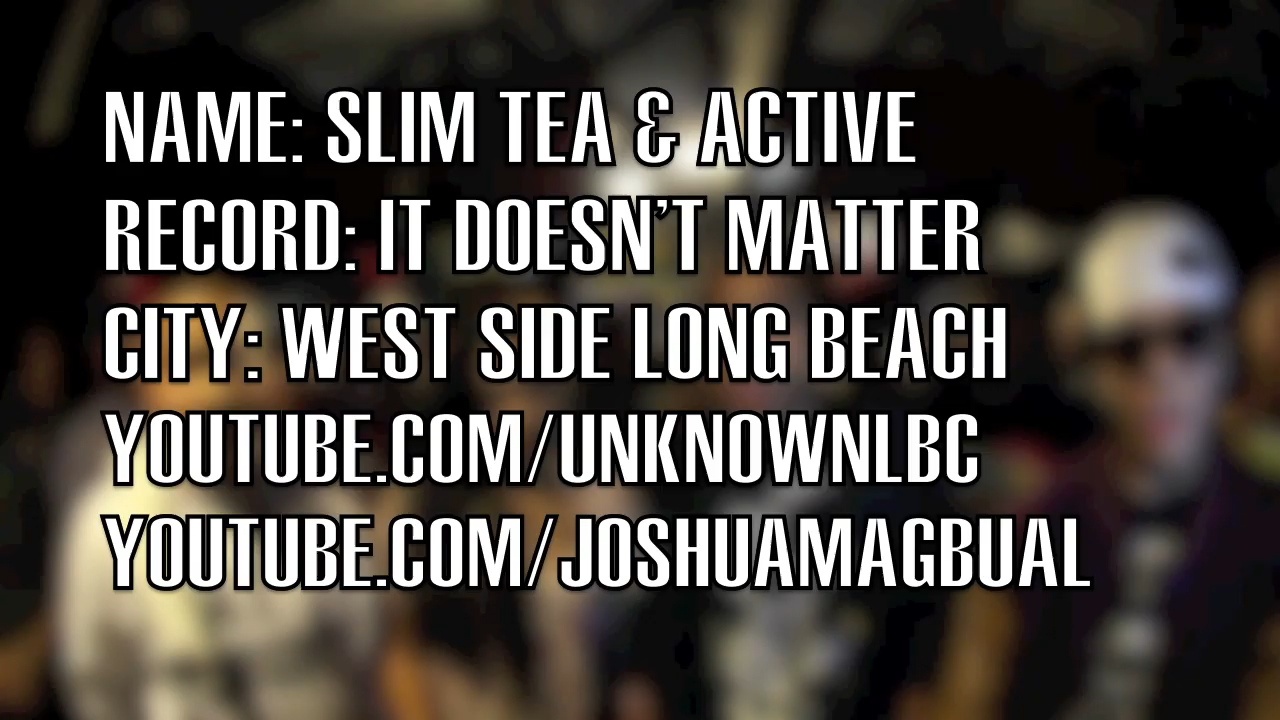 NAME: SLIM TEA & ACTIVE
RECORD: IT DOESN'T MATTER
CITY: WEST SIDE LONG BEACH
YOUTUBE.COM/UNKNOWNLBC
YOUTUBE.COM/JOSHUAMAGBUAL